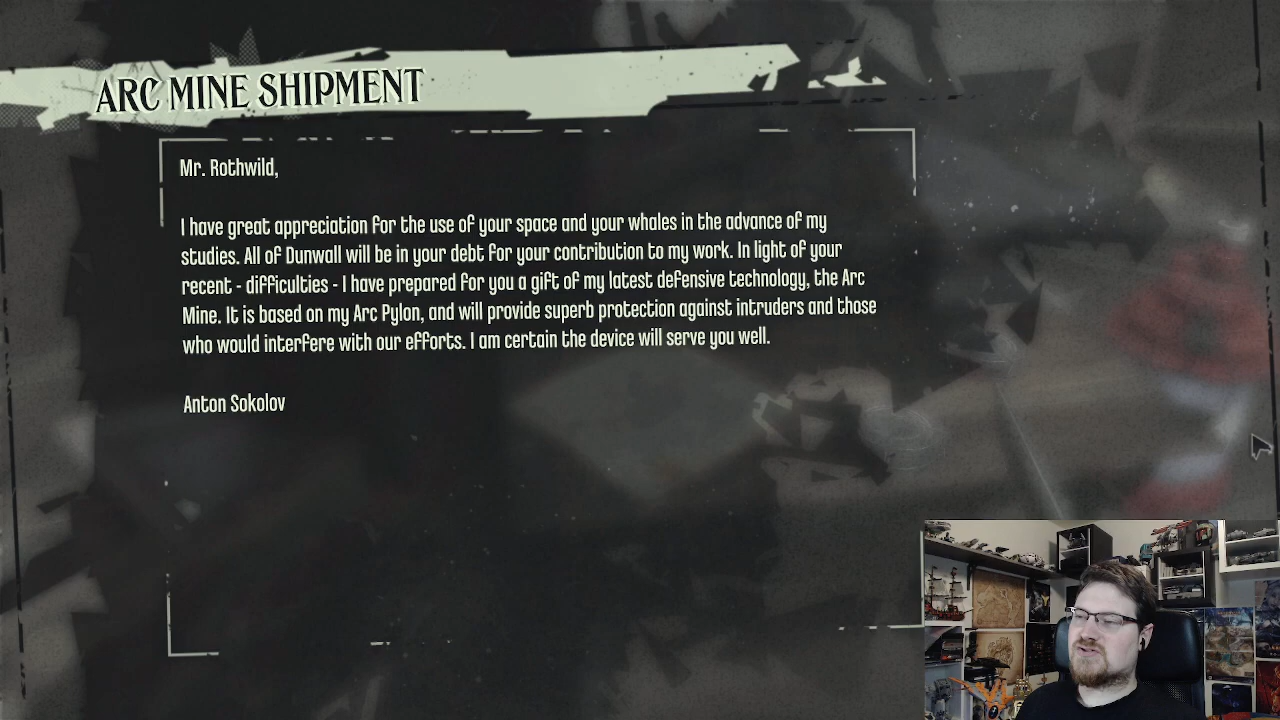 ARC MINE SHIPMENT
Mr. Rothwild,
I have great appreciation for the use of your space and your whales in the advance of my
studies. All of Dunwall will be in your debt for your contribution to my work. In light of your
recent - difficulties - I have prepared for you a gift of my latest defensive technology, the Arc
Mine. It is based on my Arc Pylon, and will provide superb protection against intruders and those
who would interfere with our efforts. I am certain the device will serve you well.
Anton Sokolov